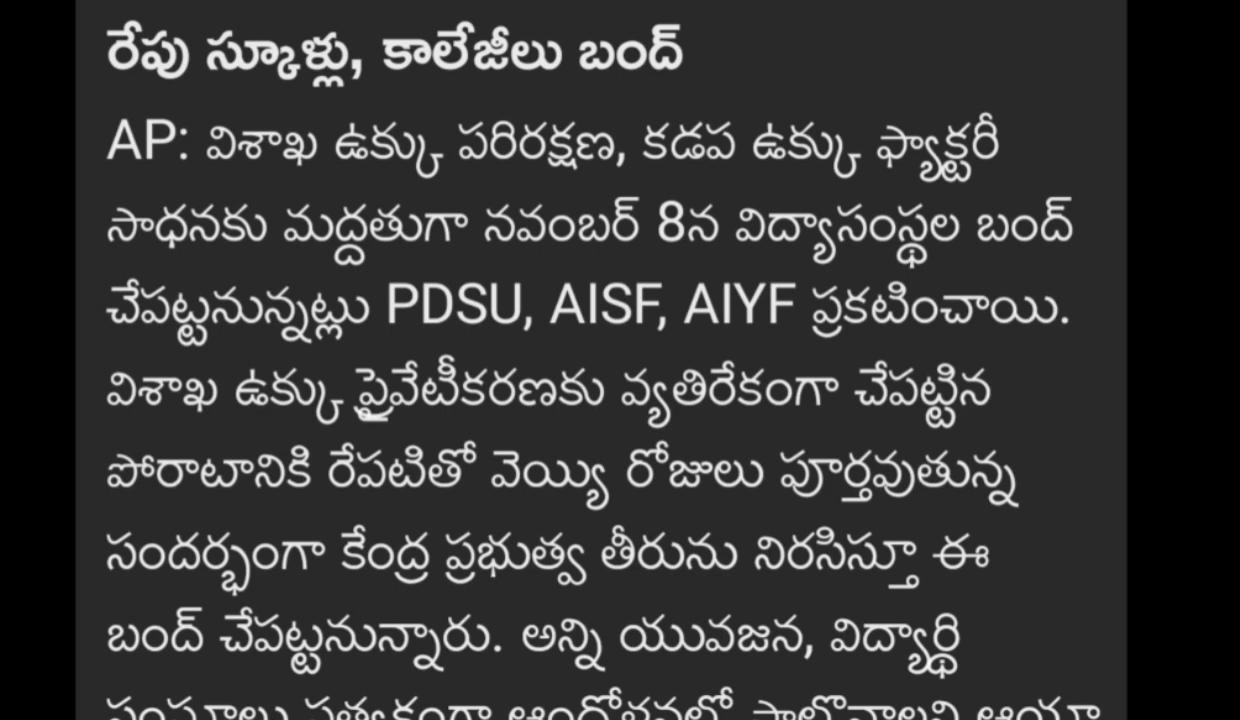 రేపు స్కూళ్లు, కాలేజీలు బంద్
AP: విశాఖ ఉక్కు పరిరక్షణ, కడప ఉక్కు ఫ్యాక్టరీ
సాధనకు మద్దతుగా నవంబర్ 8న విద్యాసంస్థల బంద్
చేపట్టనున్నట్లు PDSU, AISF, AIYF ప్రకటించాయి.
విశాఖ ఉక్కు ప్రైవేటీకరణకు వ్యతిరేకంగా చేపట్టిన
పోరాటానికి రేపటితో వెయ్యి రోజులు పూర్తవుతున్న
సందర్భంగా కేంద్ర ప్రభుత్వ తీరును నిరసిస్తూ ఈ
బంద్ చేపట్టనున్నారు. అన్ని యువజన, విద్యార్థి